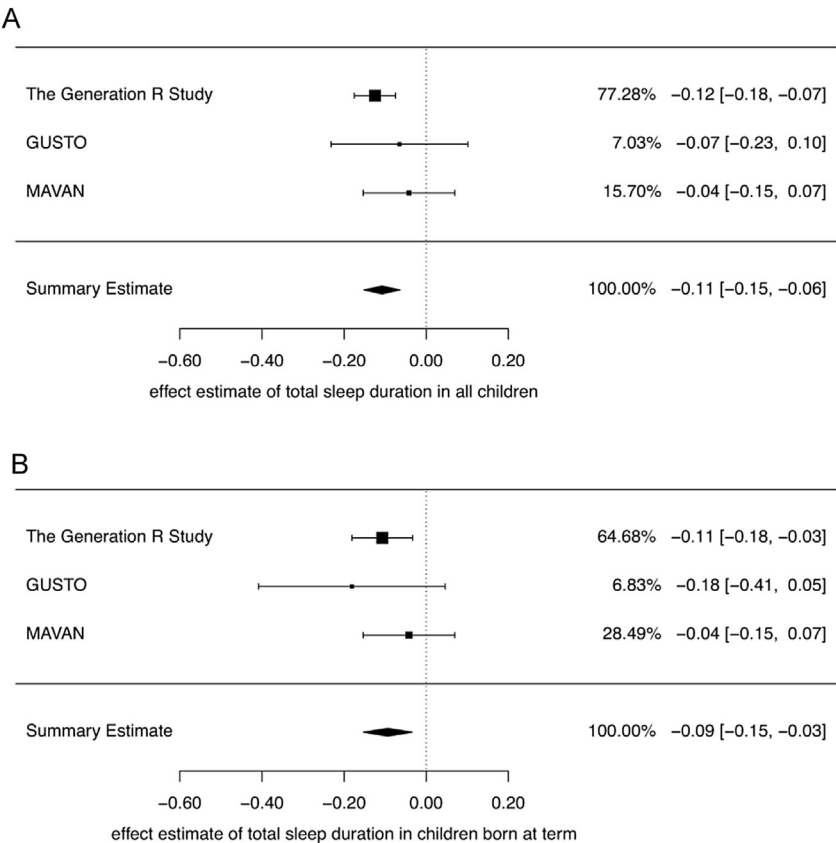 A
The Generation R Study 77.28% −0.12 [−0.18, −0.07]
GUSTO 7.03% −0.07 [−0.23, 0.10]
MAVAN 15.70% −0.04 [−0.15, 0.07]
Summary Estimate 100.00% −0.11 [−0.15, −0.06]
−0.60 −0.40 −0.20 0.00 0.20
effect estimate of total sleep duration in all children
B
The Generation R Study 64.68% −0.11 [−0.18, −0.03]
GUSTO 6.83% −0.18 [−0.41, 0.05]
MAVAN 28.49% −0.04 [−0.15, 0.07]
Summary Estimate 100.00% −0.09 [−0.15, −0.03]
−0.60 −0.40 −0.20 0.00 0.20
effect estimate of total sleep duration in children born at term